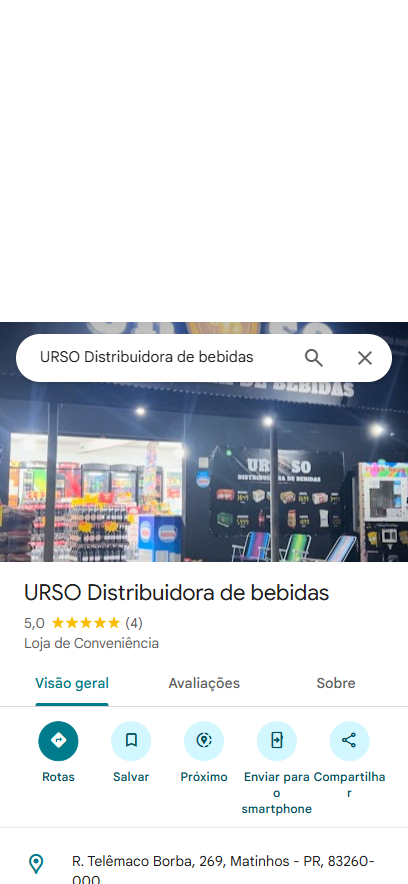 URSO Distribuidora de bebidas
DE BEBIDAS
URSO
DISTRIBUIDORA DE BEBIDAS
URSO Distribuidora de bebidas
5,0 ★★★★★ (4)
Loja de Conveniência
Visão geral
Avaliações
Sobre
Rotas
Salvar
Próximo
Enviar para o smartphone
Compartilhar
R. Telêmaco Borba, 269, Matinhos - PR, 83260-
000